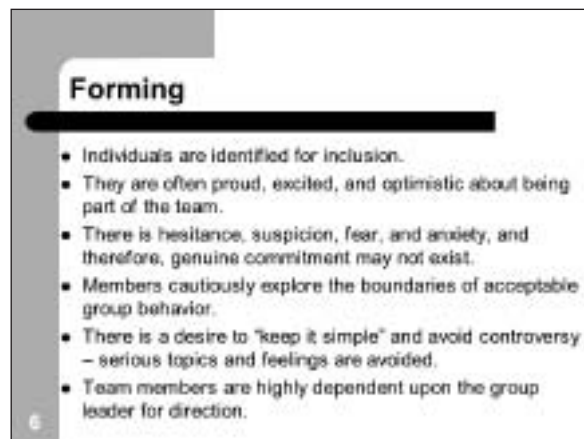 Forming
• Individuals are identified for inclusion.
• They are often proud, excited, and optimistic about being
part of the team.
• There is hesitance, suspicion, fear, and anxiety, and
therefore, genuine commitment may not exist.
• Members cautiously explore the boundaries of acceptable
group behavior.
• There is a desire to "keep it simple" and avoid controversy
– serious topics and feelings are avoided.
• Team members are highly dependent upon the group
leader for direction.
6